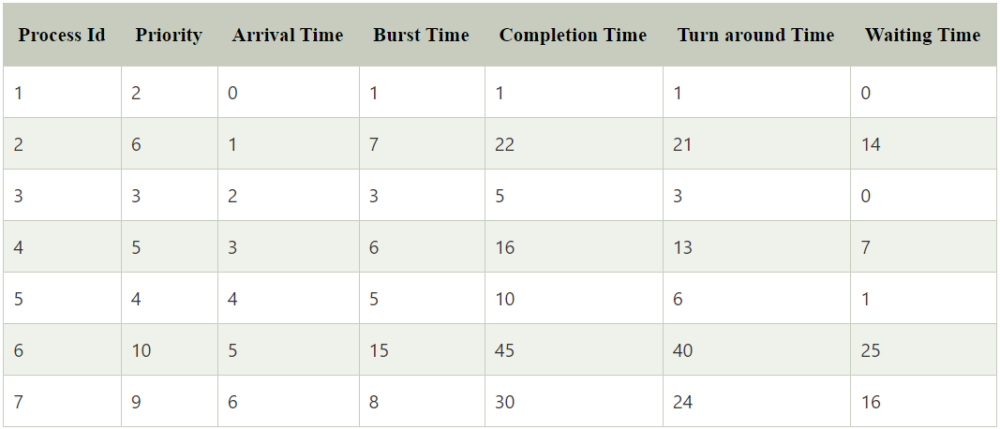 Process Id Priority Arrival Time Burst Time Completion Time Turn around Time Waiting Time
1 2 0 1 1 1 0
2 6 1 7 22 21 14
3 3 2 3 5 3 0
4 5 3 6 16 13 7
5 4 4 5 10 6 1
6 10 5 15 45 40 25
7 9 6 8 30 24 16